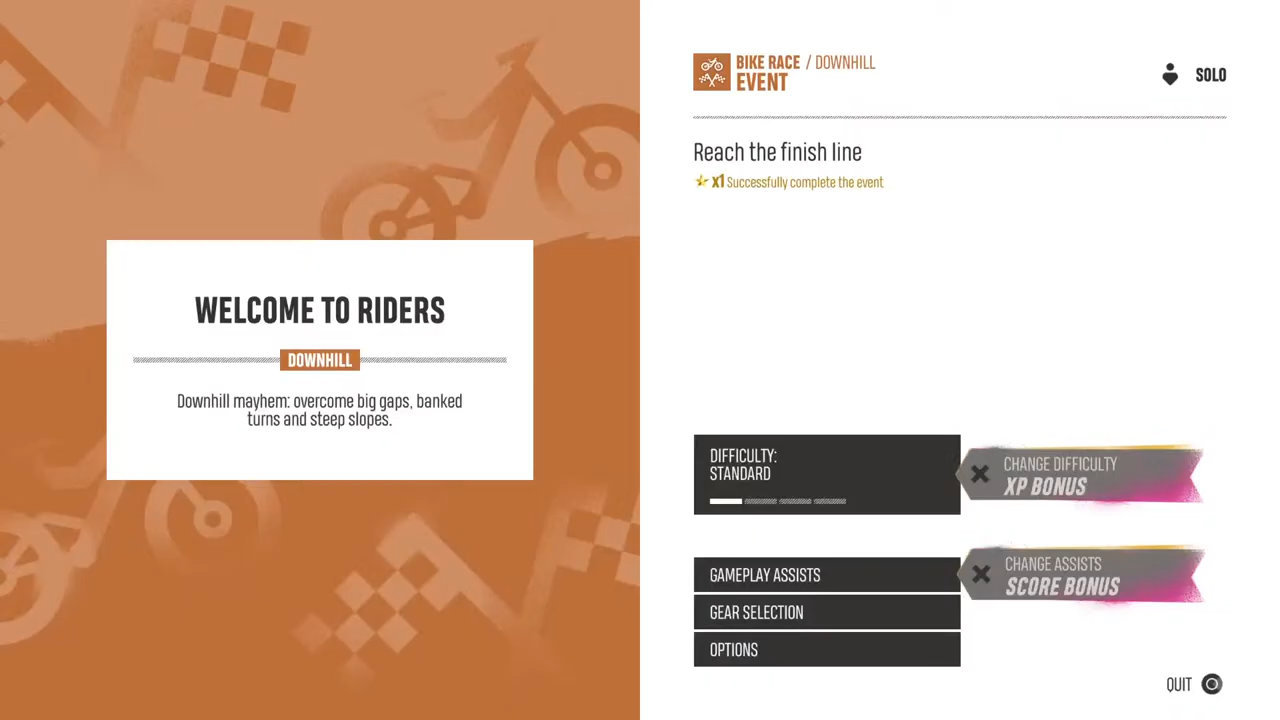 WELCOME TO RIDERS
DOWNHILL
Downhill mayhem: overcome big gaps, banked
turns and steep slopes.
BIKE RACE / DOWNHILL
EVENT
SOLO
Reach the finish line
x1 Successfully complete the event
DIFFICULTY:
STANDARD
CHANGE DIFFICULTY
XP BONUS
GAMEPLAY ASSISTS
CHANGE ASSISTS
SCORE BONUS
GEAR SELECTION
OPTIONS
QUIT